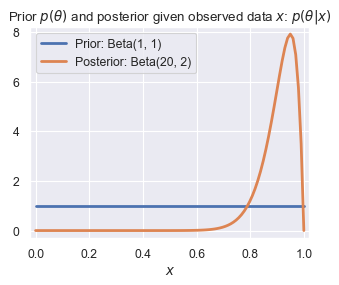 Prior p(θ) and posterior given observed data x: p(θ|x)
Prior: Beta(1, 1)
Posterior: Beta(20, 2)
8
6
4
2
0
0.0 0.2 0.4 0.6 0.8 1.0
x